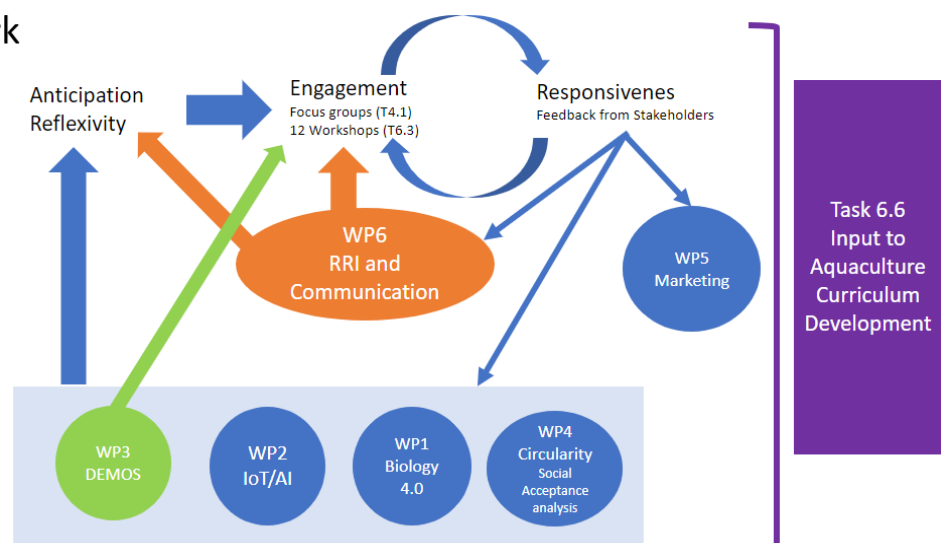 Anticipation
Reflexivity
Engagement
Focus groups (T4.1)
12 Workshops (T6.3)
Responsivenes
Feedback from Stakeholders
WP6
RRI and
Communication
WP5
Marketing
Task 6.6
Input to
Aquaculture
Curriculum
Development
WP3
DEMOS
WP2
IoT/AI
WP1
Biology
4.0
WP4
Circularity
Social
Acceptance
analysis